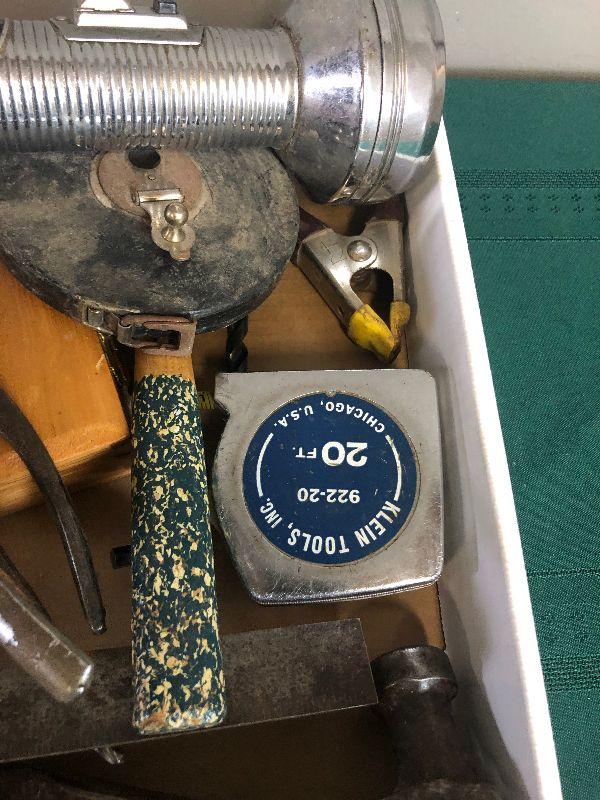 KLEIN TOOLS, INC.
922-20
20 FT.
CHICAGO, U.S.A.